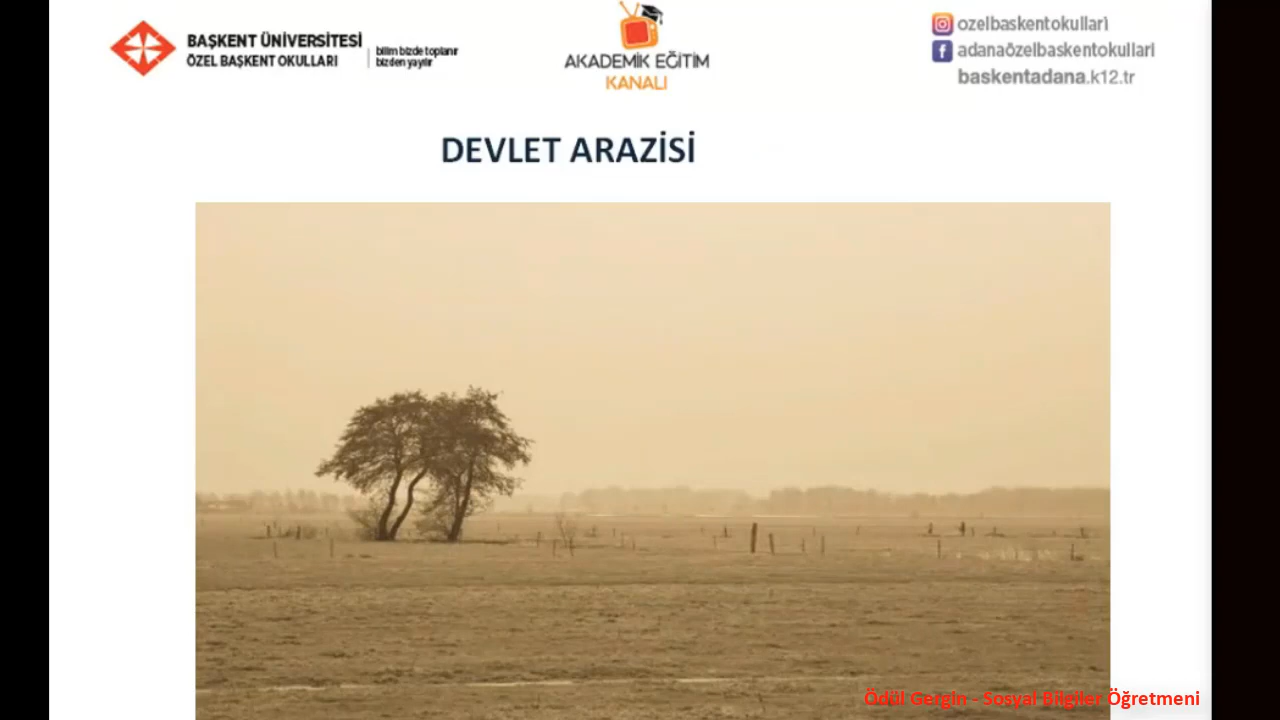 BAŞKENT ÜNİVERSİTESİ
ÖZEL BAŞKENT OKULLARI
bilim bizde toplanır
bizden yayılır
AKADEMİK EĞİTİM
KANALI
ozelbaskentokullari
adanaözelbaskentokullari
baskentadana.k12.tr
DEVLET ARAZİSİ
Ödül Gergin - Sosyal Bilgiler Öğretmeni